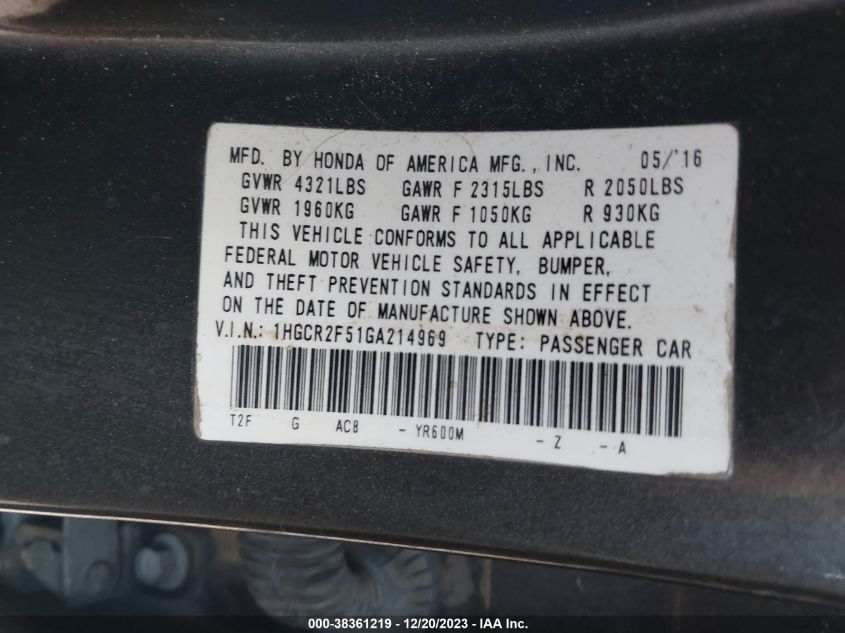 MFD. BY HONDA OF AMERICA MFG., INC. 05/'16
GVWR 4321LBS GAWR F 2315LBS R 2050LBS
GVWR 1960KG GAWR F 1050KG R 930KG
THIS VEHICLE CONFORMS TO ALL APPLICABLE
FEDERAL MOTOR VEHICLE SAFETY, BUMPER,
AND THEFT PREVENTION STANDARDS IN EFFECT
ON THE DATE OF MANUFACTURE SHOWN ABOVE.
V.I.N.: 1HGCR2F51GA214969 TYPE: PASSENGER CAR
T2F G AC8 - YR600M - Z - A
000-38361219 - 12/20/2023 - IAA Inc.